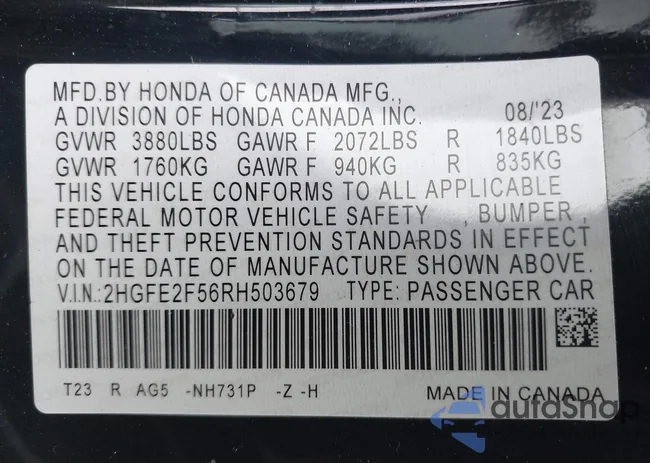 MFD.BY HONDA OF CANADA MFG.,
A DIVISION OF HONDA CANADA INC. 08/'23
GVWR 3880LBS GAWR F 2072LBS R 1840LBS
GVWR 1760KG GAWR F 940KG R 835KG
THIS VEHICLE CONFORMS TO ALL APPLICABLE
FEDERAL MOTOR VEHICLE SAFETY , BUMPER ,
AND THEFT PREVENTION STANDARDS IN EFFECT
ON THE DATE OF MANUFACTURE SHOWN ABOVE.
V.I.N.:2HGFE2F56RH503679 TYPE: PASSENGER CAR
T23 R AG5 -NH731P -Z -H MADE IN CANADA
autoSnap